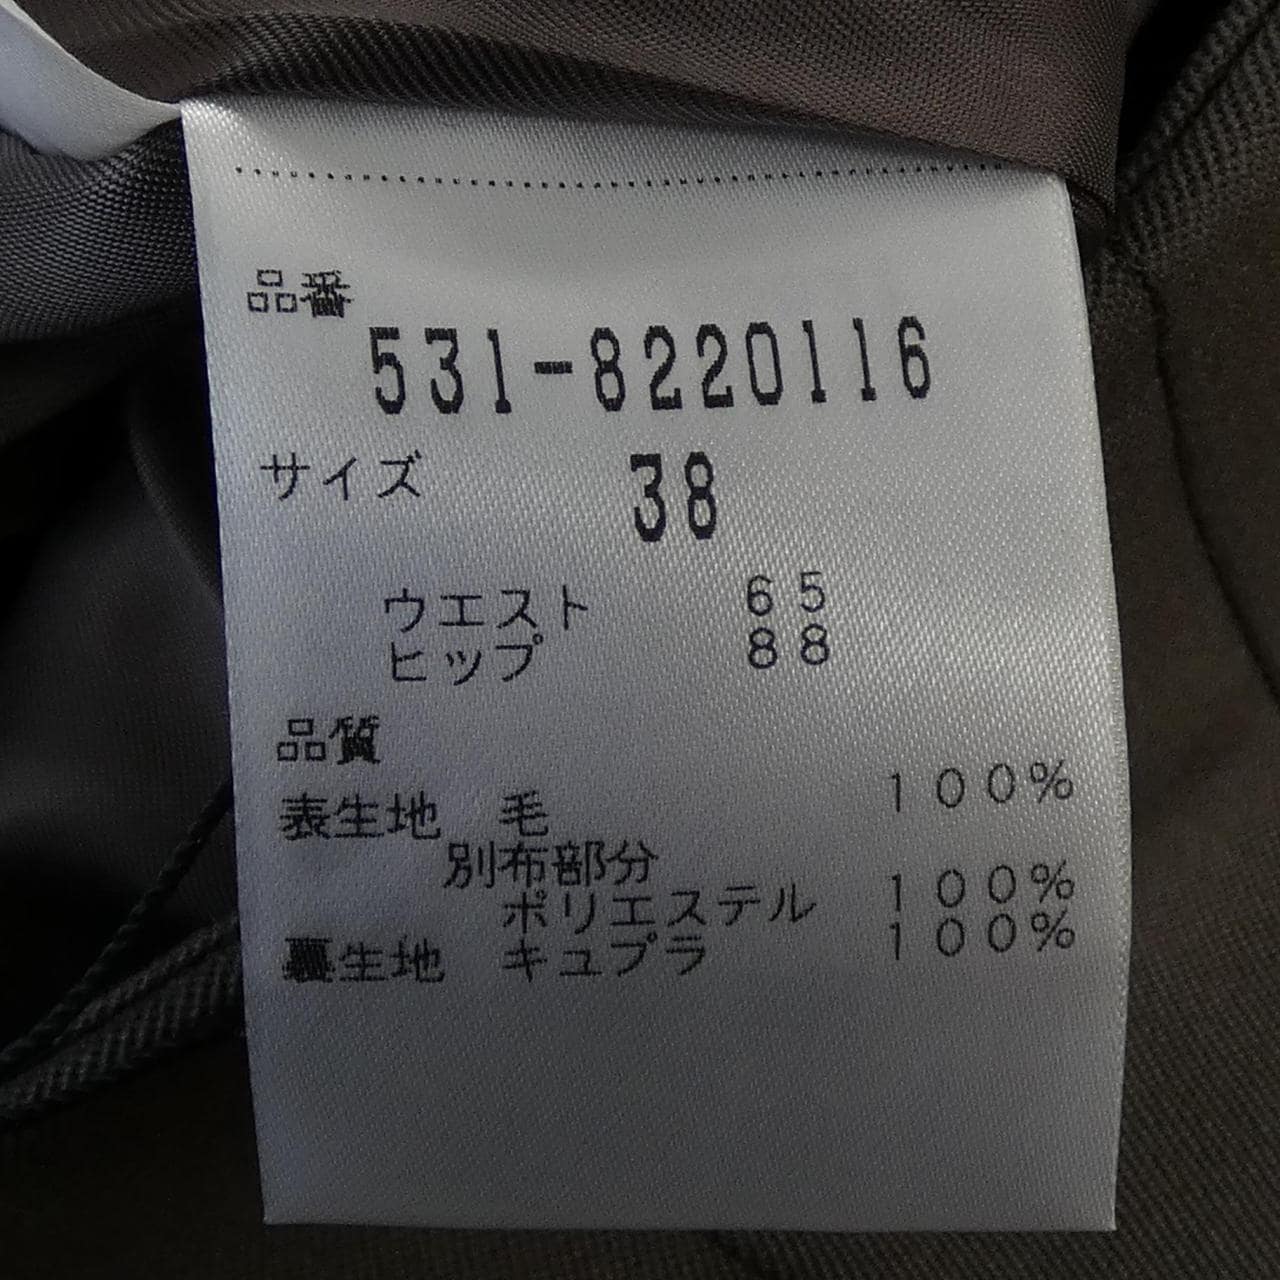 品番
531-8220116
サイズ 38
ウエスト 65
ヒップ 88
品質
表生地 毛 100%
別布部分
ポリエステル 100%
裏生地 キュプラ 100%